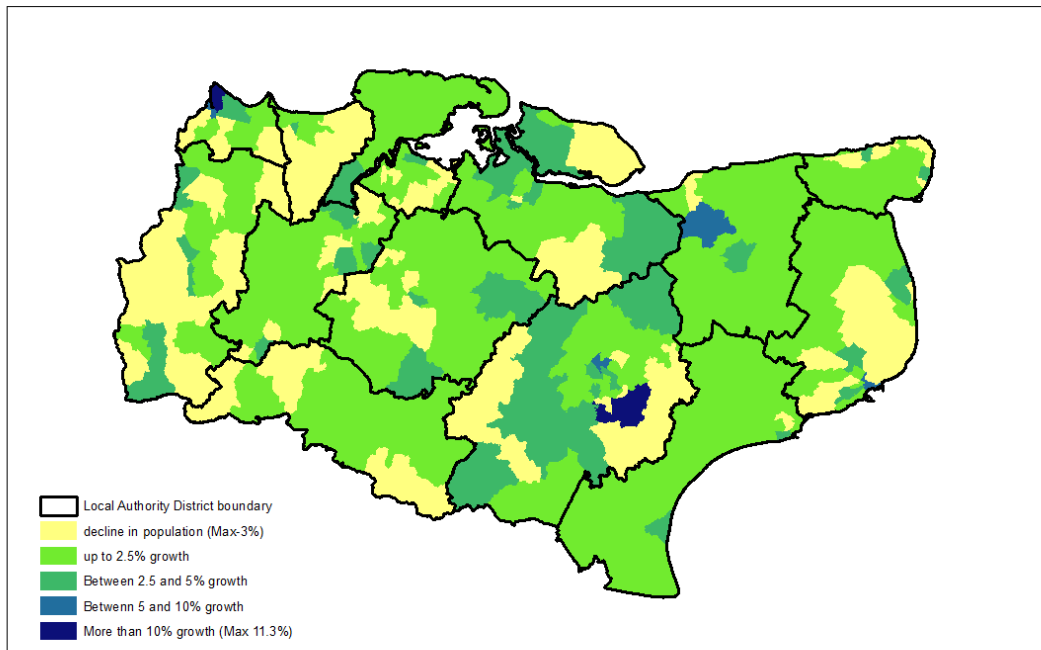 Local Authority District boundary
decline in population (Max-3%)
up to 2.5% growth
Between 2.5 and 5% growth
Betwenn 5 and 10% growth
More than 10% growth (Max 11.3%)